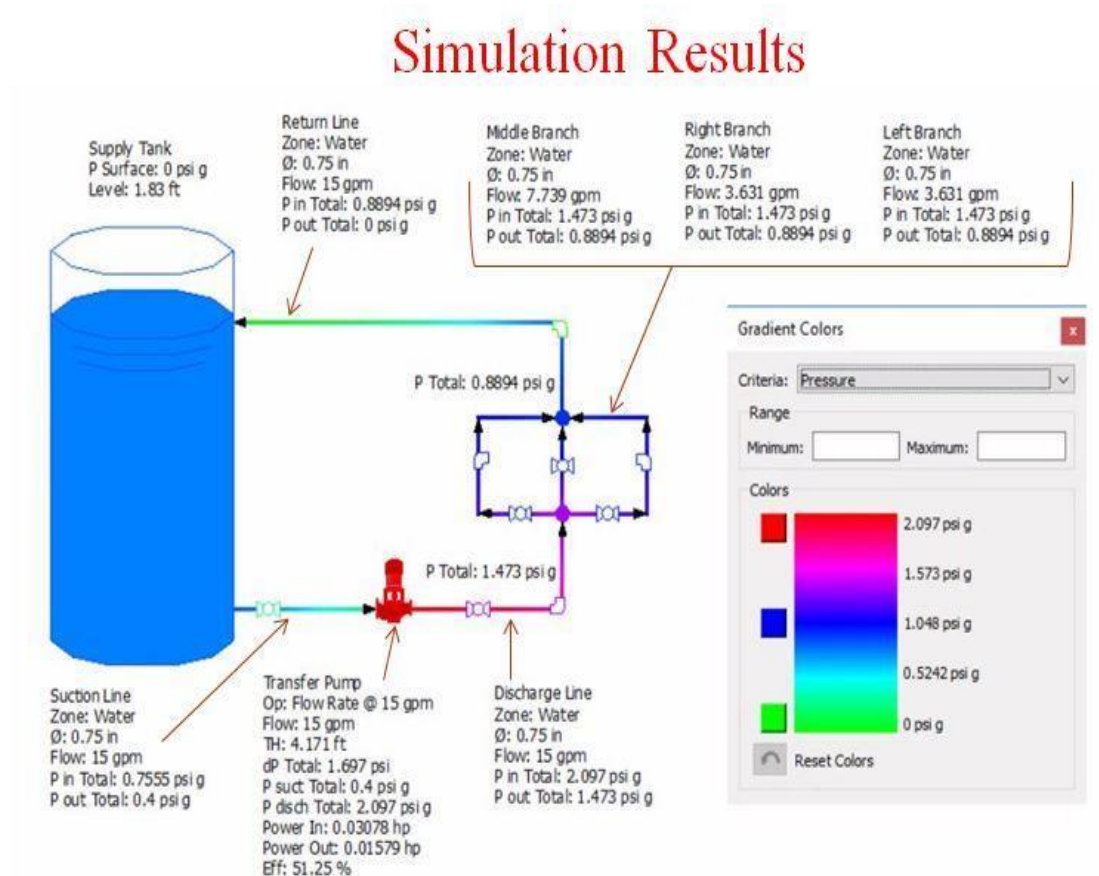 Simulation Results
Supply Tank
P Surface: 0 psi g
Level: 1.83 ft
Return Line
Zone: Water
Ø: 0.75 in
Flow: 15 gpm
P in Total: 0.8894 psi g
P out Total: 0 psi g
Middle Branch
Zone: Water
Ø: 0.75 in
Flow: 7.739 gpm
P in Total: 1.473 psi g
P out Total: 0.8894 psi g
Right Branch
Zone: Water
Ø: 0.75 in
Flow: 3.631 gpm
P in Total: 1.473 psi g
P out Total: 0.8894 psi g
Left Branch
Zone: Water
Ø: 0.75 in
Flow: 3.631 gpm
P in Total: 1.473 psi g
P out Total: 0.8894 psi g
P Total: 0.8894 psi g
P Total: 1.473 psi g
Gradient Colors
x
Criteria: Pressure
Range
Minimum: Maximum:
Colors
2.097 psi g
1.573 psi g
1.048 psi g
0.5242 psi g
0 psi g
Reset Colors
Suction Line
Zone: Water
Ø: 0.75 in
Flow: 15 gpm
P in Total: 0.7555 psi g
P out Total: 0.4 psi g
Transfer Pump
Op: Flow Rate @ 15 gpm
Flow: 15 gpm
TH: 4.171 ft
dP Total: 1.697 psi
P suct Total: 0.4 psi g
P disch Total: 2.097 psi g
Power In: 0.03078 hp
Power Out: 0.01579 hp
Eff: 51.25 %
Discharge Line
Zone: Water
Ø: 0.75 in
Flow: 15 gpm
P in Total: 2.097 psi g
P out Total: 1.473 psi g